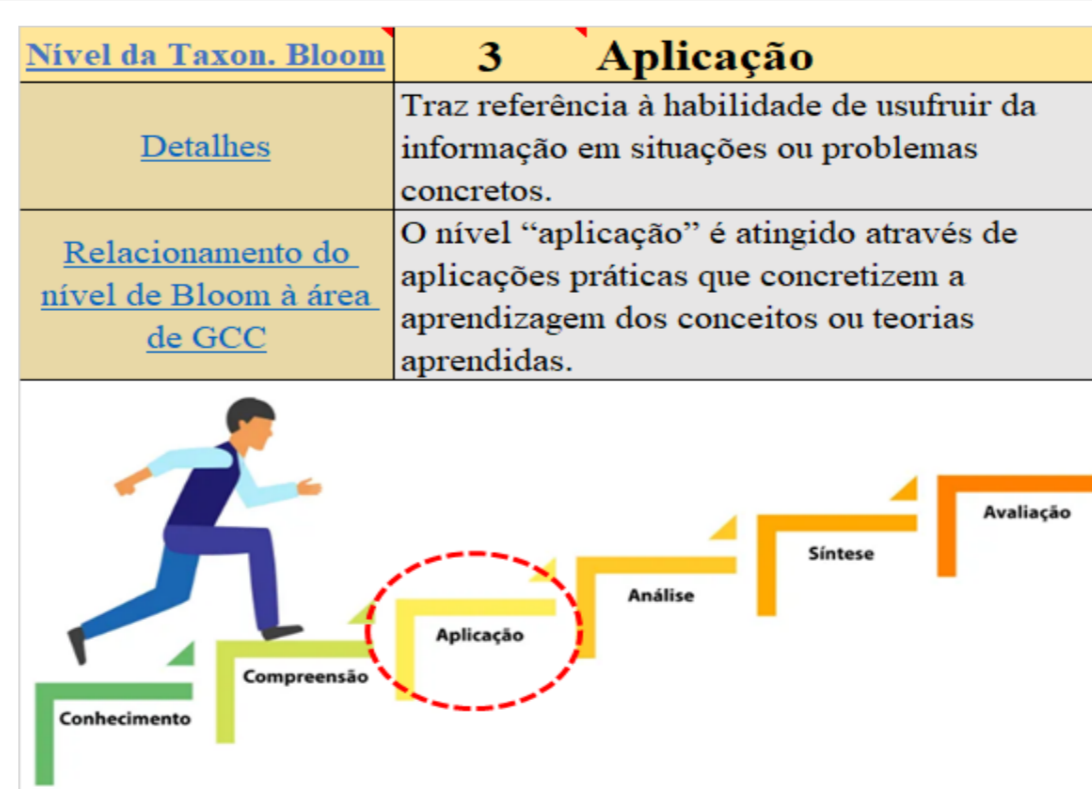 Nível da Taxon. Bloom
3 Aplicação
Detalhes
Traz referência à habilidade de usufruir da
informação em situações ou problemas
concretos.
Relacionamento do
nível de Bloom à área
de GCC
O nível “aplicação” é atingido através de
aplicações práticas que concretizem a
aprendizagem dos conceitos ou teorias
aprendidas.
Conhecimento
Compreensão
Aplicação
Análise
Síntese
Avaliação